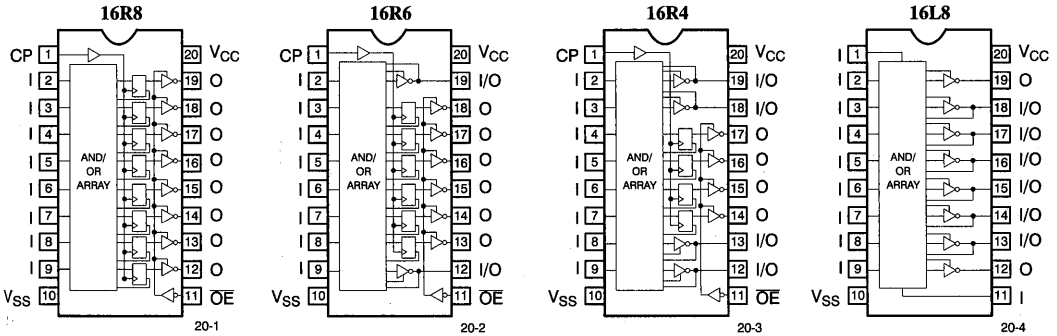 16R8
CP 1 20 VCC
I 2 19 O
I 3 18 O
I 4 17 O
I 5 16 O
I 6 15 O
I 7 14 O
I 8 13 O
I 9 12 O
VSS 10 11 OE
AND/
OR
ARRAY
20-1
16R6
CP 1 20 VCC
I 2 19 I/O
I 3 18 O
I 4 17 O
I 5 16 O
I 6 15 O
I 7 14 O
I 8 13 O
I 9 12 I/O
VSS 10 11 OE
AND/
OR
ARRAY
20-2
16R4
CP 1 20 VCC
I 2 19 I/O
I 3 18 I/O
I 4 17 O
I 5 16 O
I 6 15 O
I 7 14 O
I 8 13 I/O
I 9 12 I/O
VSS 10 11 OE
AND/
OR
ARRAY
20-3
16L8
I 1 20 VCC
I 2 19 O
I 3 18 I/O
I 4 17 I/O
I 5 16 I/O
I 6 15 I/O
I 7 14 I/O
I 8 13 I/O
I 9 12 O
VSS 10 11 I
AND/
OR
ARRAY
20-4